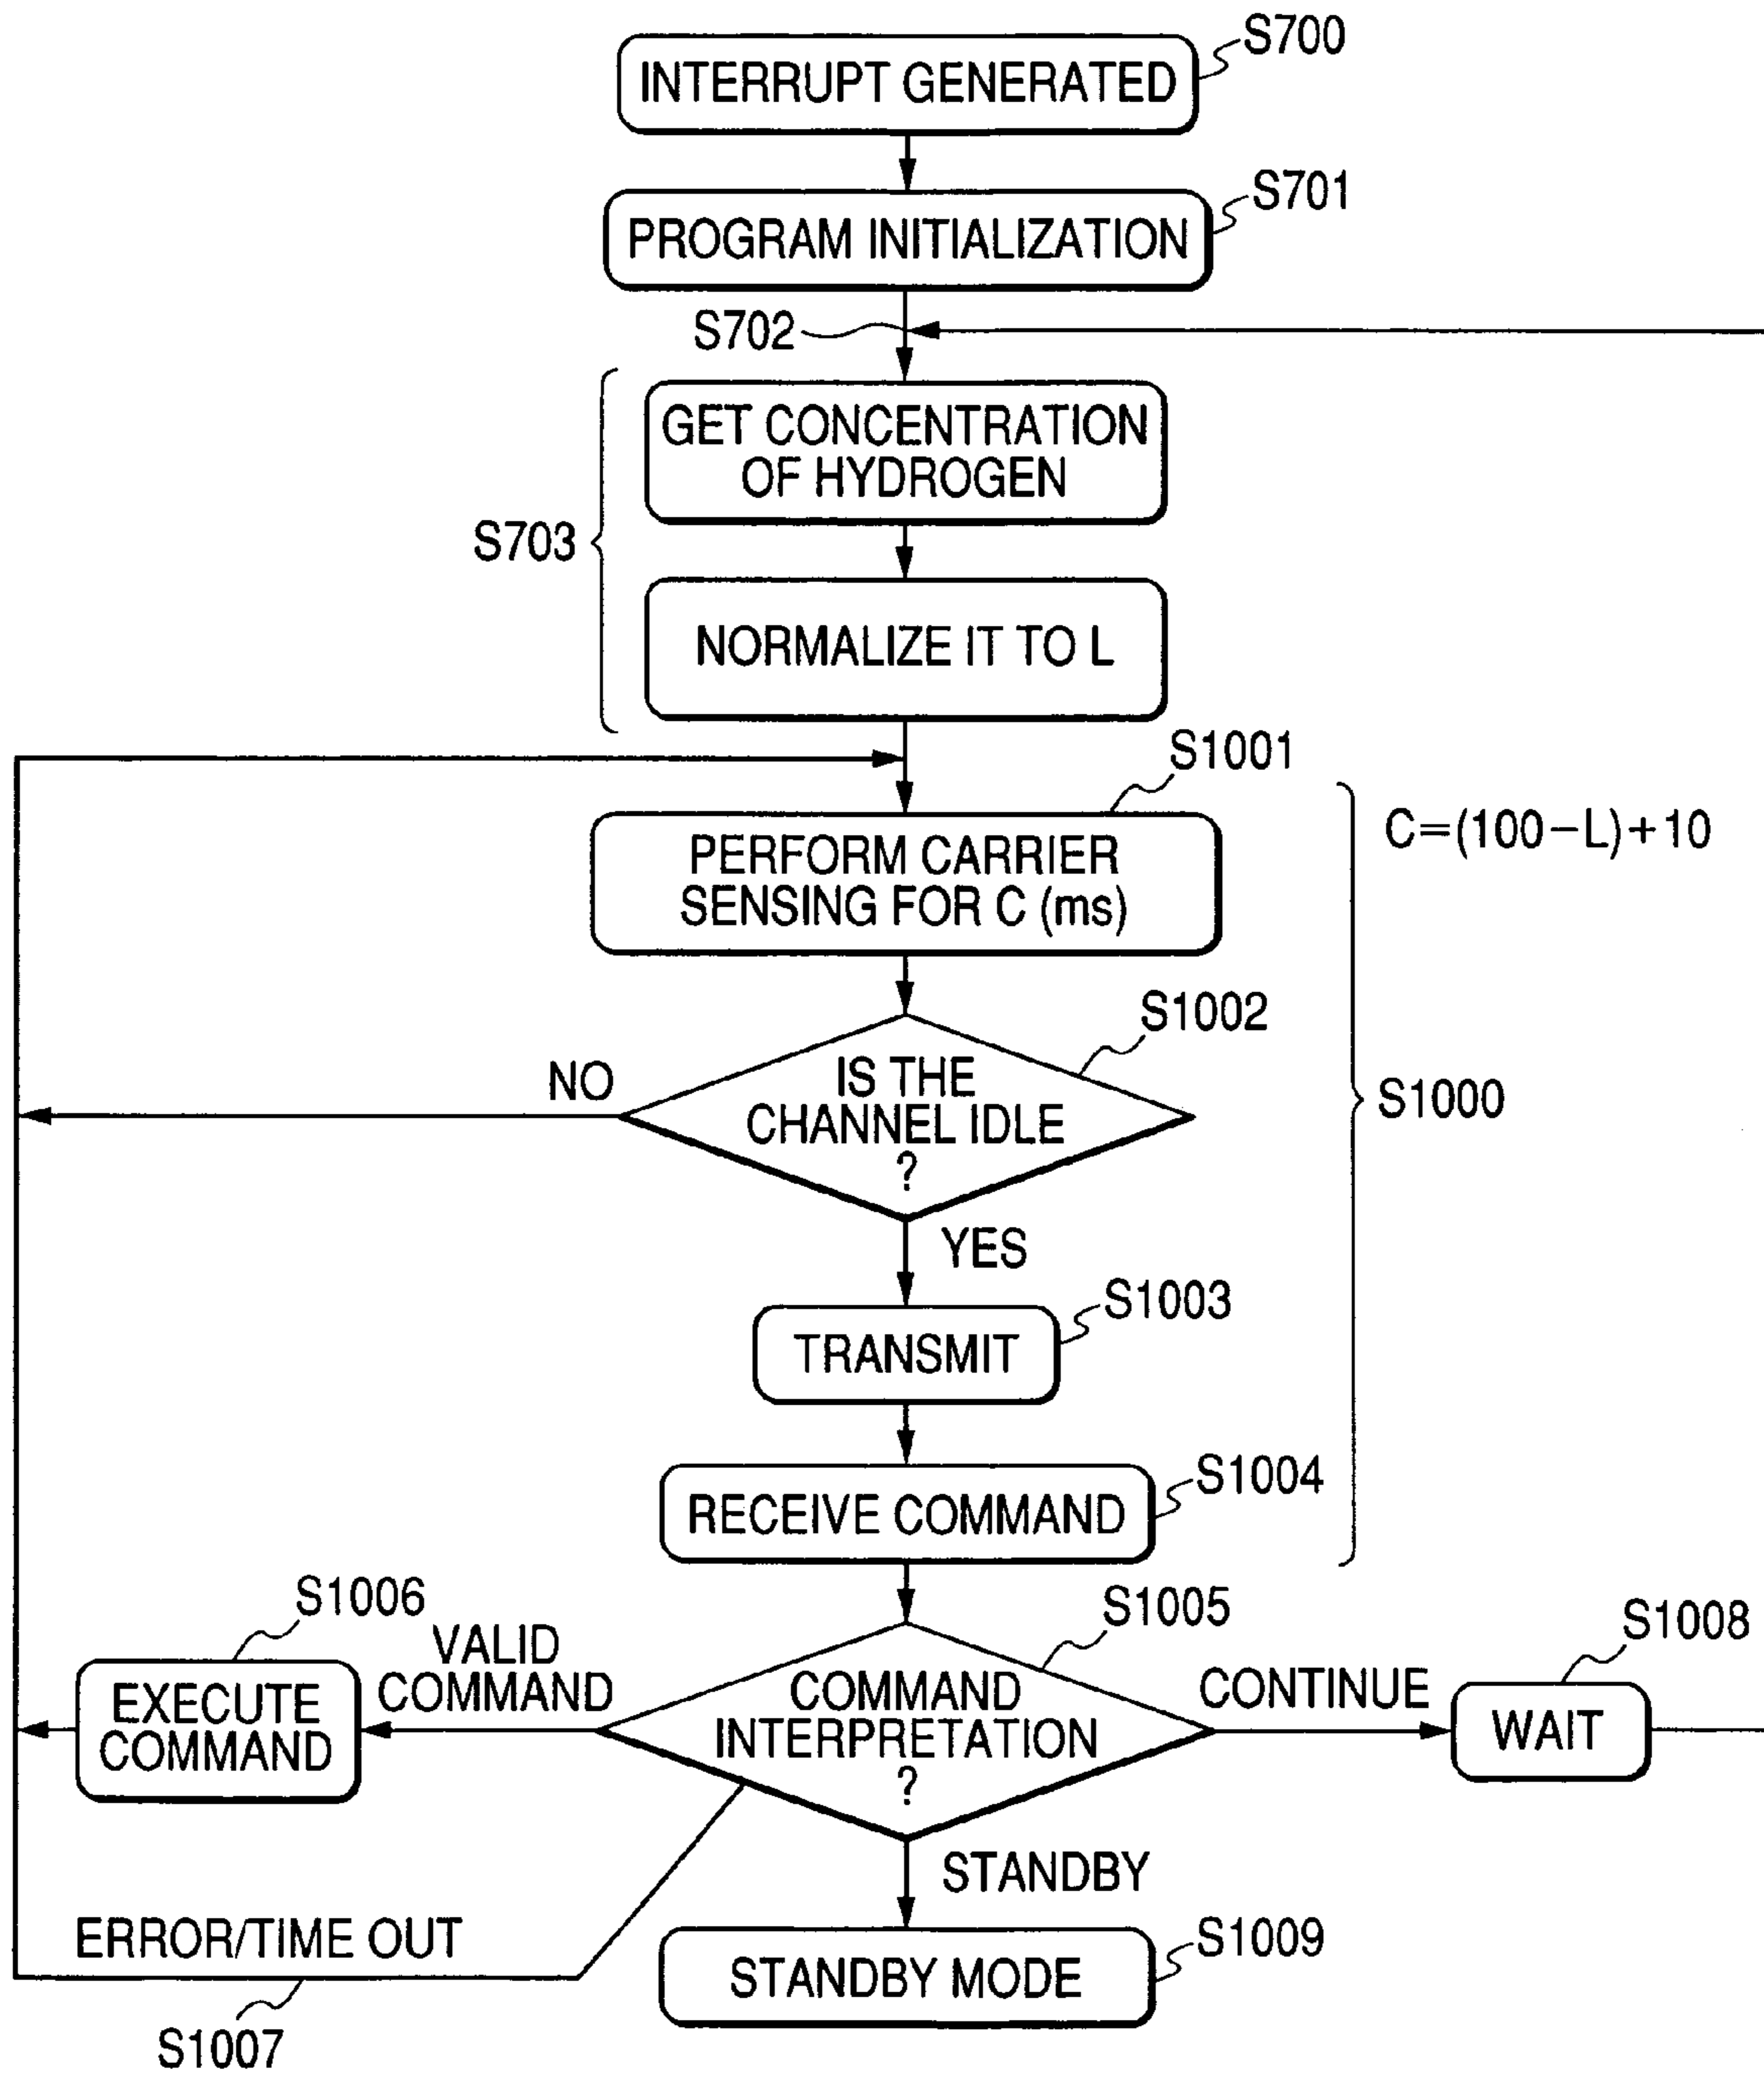 S700
INTERRUPT GENERATED
S701
PROGRAM INITIALIZATION
S702
GET CONCENTRATION
OF HYDROGEN
S703
NORMALIZE IT TO L
S1001
C=(100-L)+10
PERFORM CARRIER
SENSING FOR C (ms)
S1002
NO
IS THE
CHANNEL IDLE
?
S1000
YES
S1003
TRANSMIT
S1004
RECEIVE COMMAND
S1006
S1005
S1008
VALID
COMMAND
EXECUTE
COMMAND
COMMAND
INTERPRETATION
?
CONTINUE
WAIT
STANDBY
ERROR/TIME OUT
S1009
STANDBY MODE
S1007